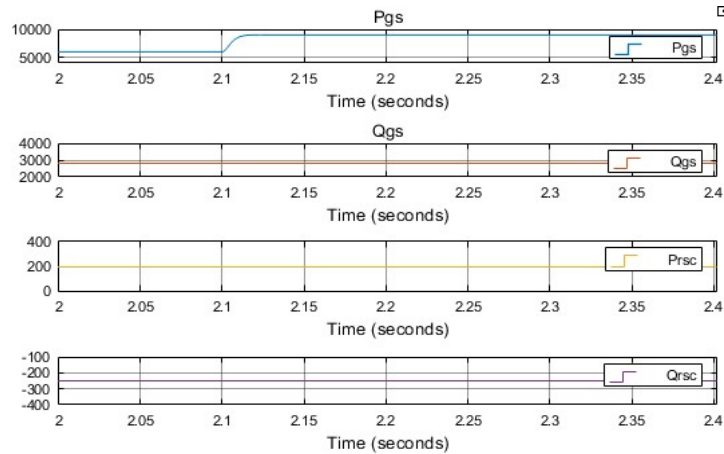 Pgs
10000
5000
Pgs
2 2.05 2.1 2.15 2.2 2.25 2.3 2.35 2.4
Time (seconds)
Qgs
4000
3000
2000
Qgs
2 2.05 2.1 2.15 2.2 2.25 2.3 2.35 2.4
Time (seconds)
400
200
0
Prsc
2 2.05 2.1 2.15 2.2 2.25 2.3 2.35 2.4
Time (seconds)
-100
-200
-300
-400
Qrsc
2 2.05 2.1 2.15 2.2 2.25 2.3 2.35 2.4
Time (seconds)